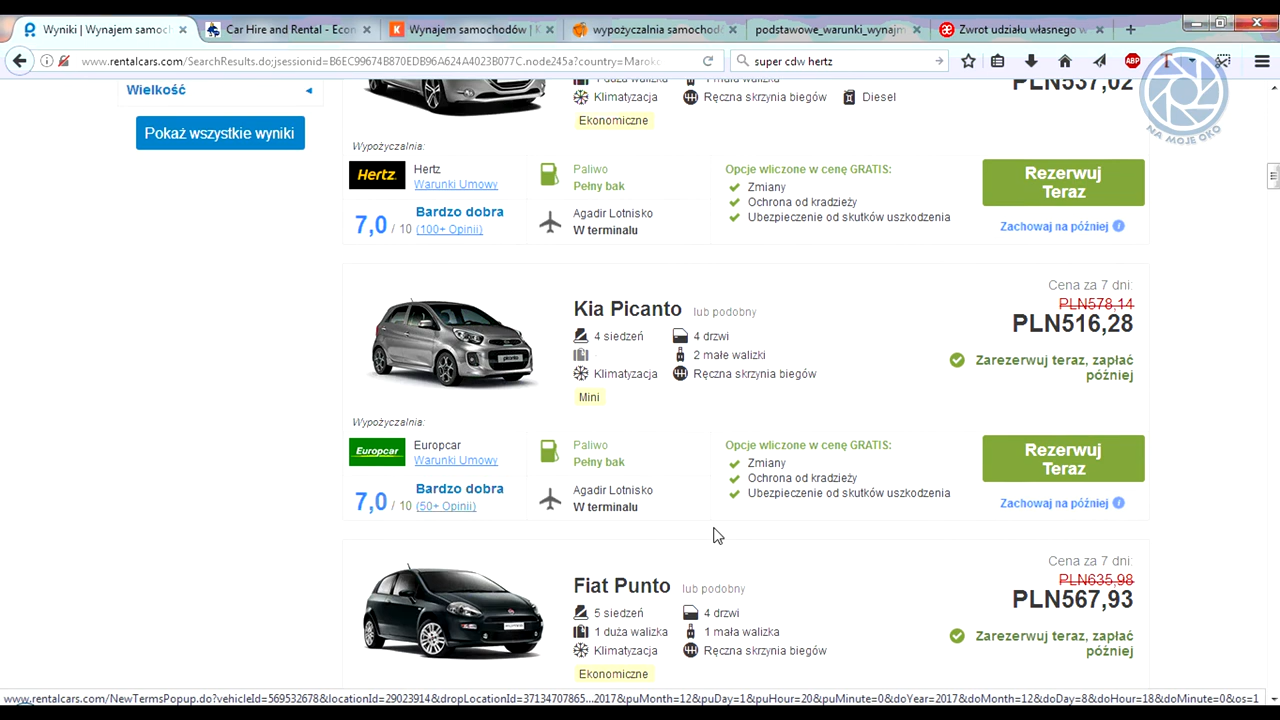 Wyniki | Wynajem samoc
Car Hire and Rental - Econ
Wynajem samochodów | K
wypożyczalnia samochod
podstawowe_warunki_wynajm
Zwrot udziału własnego w
www.rentalcars.com/SearchResults.do;jsessionid=B6EC99674B870EDB96A624A4023B077C.node245a?country=Marok
super cdw hertz
ABP
NA MOJE OKO
Wielkość
Pokaż wszystkie wyniki
PLN537,02
Klimatyzacja
Ręczna skrzynia biegów
Diesel
Ekonomiczne
Wypożyczalnia:
Hertz
Hertz
Warunki Umowy
7,0 / 10
Bardzo dobra
(100+ Opinii)
Paliwo
Pełny bak
Agadir Lotnisko
W terminalu
Opcje wliczone w cenę GRATIS:
Zmiany
Ochrona od kradzieży
Ubezpieczenie od skutków uszkodzenia
Rezerwuj
Teraz
Zachowaj na później
Kia Picanto lub podobny
4 siedzeń
4 drzwi
2 małe walizki
Klimatyzacja
Ręczna skrzynia biegów
Mini
Cena za 7 dni:
PLN578,14
PLN516,28
Zarezerwuj teraz, zapłać
później
Wypożyczalnia:
Europcar
Europcar
Warunki Umowy
7,0 / 10
Bardzo dobra
(50+ Opinii)
Paliwo
Pełny bak
Agadir Lotnisko
W terminalu
Opcje wliczone w cenę GRATIS:
Zmiany
Ochrona od kradzieży
Ubezpieczenie od skutków uszkodzenia
Rezerwuj
Teraz
Zachowaj na później
Fiat Punto lub podobny
5 siedzeń
4 drzwi
1 duża walizka
1 mała walizka
Klimatyzacja
Ręczna skrzynia biegów
Ekonomiczne
Cena za 7 dni:
PLN635,98
PLN567,93
Zarezerwuj teraz, zapłać
później
www.rentalcars.com/NewTermsPopup.do?vehicleId=569532678&locationId=29023914&dropLocationId=37134707865...2017&puMonth=12&puDay=1&puHour=20&puMinute=0&doYear=2017&doMonth=12&doDay=8&doHour=18&doMinute=0&os=1